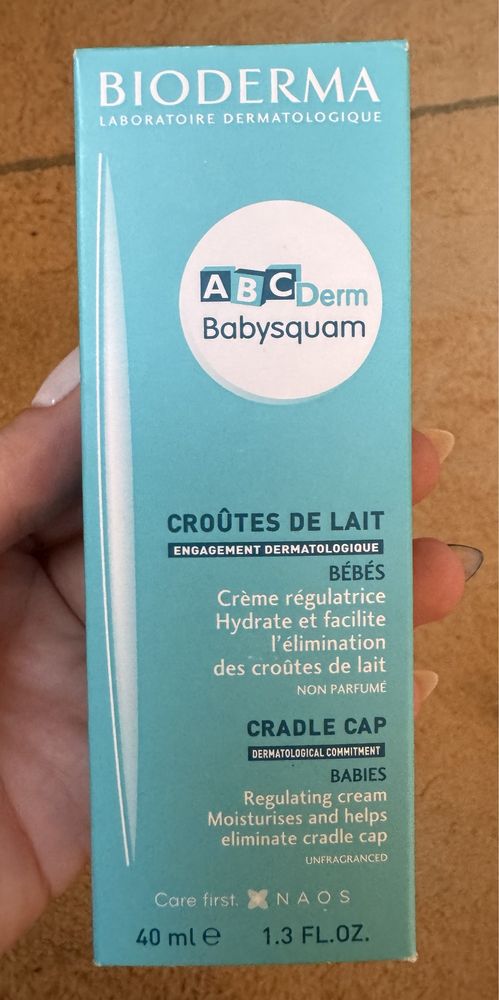 BIODERMA
LABORATOIRE DERMATOLOGIQUE
ABCDerm
Babysquam
CROÛTES DE LAIT
ENGAGEMENT DERMATOLOGIQUE
BÉBÉS
Crème régulatrice
Hydrate et facilite
l'élimination
des croûtes de lait
NON PARFUMÉ
CRADLE CAP
DERMATOLOGICAL COMMITMENT
BABIES
Regulating cream
Moisturises and helps
eliminate cradle cap
UNFRAGRANCED
Care first. NAOS
40 ml ℮ 1.3 FL.OZ.